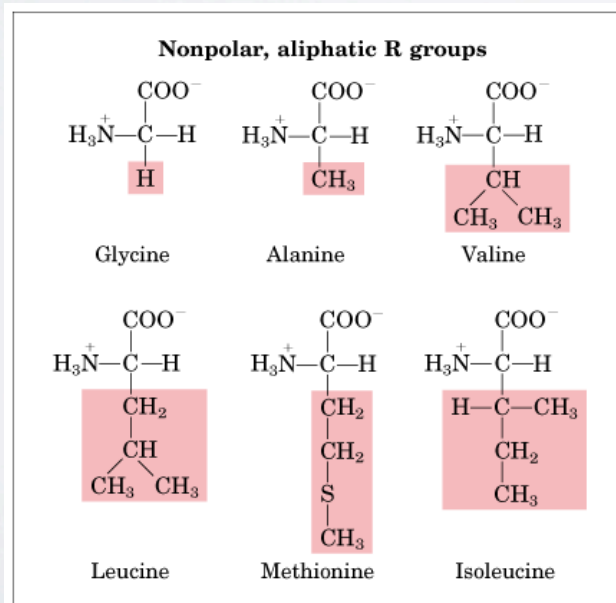 Nonpolar, aliphatic R groups
COO⁻ COO⁻ COO⁻
H₃N⁺—C—H H₃N⁺—C—H H₃N⁺—C—H
H CH₃ CH
CH₃ CH₃
Glycine Alanine Valine
COO⁻ COO⁻ COO⁻
H₃N⁺—C—H H₃N⁺—C—H H₃N⁺—C—H
CH₂ CH₂ H—C—CH₃
CH CH₂ CH₂
CH₃ CH₃ S CH₃
CH₃
Leucine Methionine Isoleucine